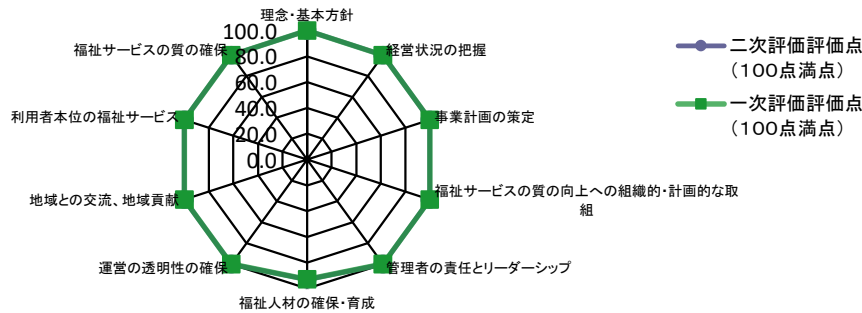 理念・基本方針
100.0
80.0
60.0
40.0
20.0
0.0
経営状況の把握
事業計画の策定
福祉サービスの質の向上への組織的・計画的な取
組
管理者の責任とリーダーシップ
福祉人材の確保・育成
運営の透明性の確保
地域との交流、地域貢献
利用者本位の福祉サービス
福祉サービスの質の確保
二次評価評価点
(100点満点)
一次評価評価点
(100点満点)